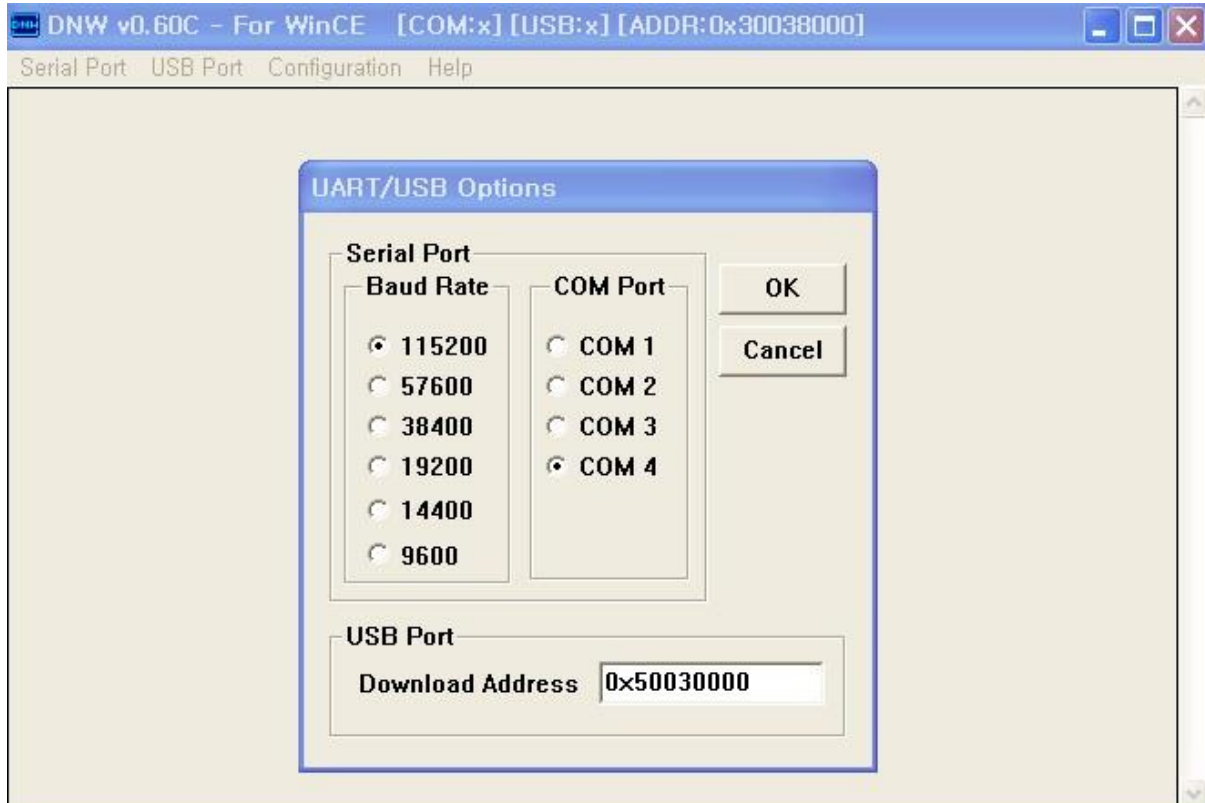 DNW v0.60C - For WinCE [COM:x][USB:x][ADDR:0x30038000]
Serial Port USB Port Configuration Help
UART/USB Options
Serial Port
Baud Rate
115200
57600
38400
19200
14400
9600
COM Port
COM 1
COM 2
COM 3
COM 4
OK
Cancel
USB Port
Download Address 0x50030000